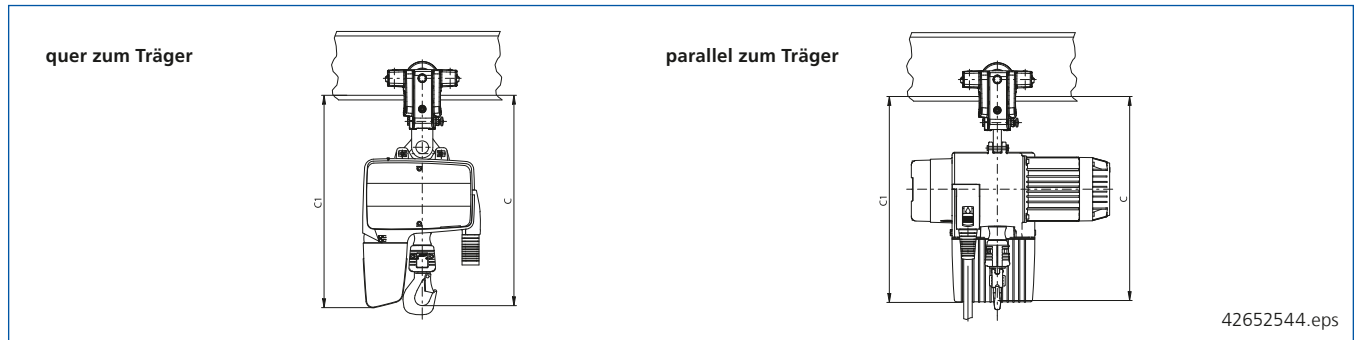 quer zum Träger
parallel zum Träger
C1
C
C1
C
42652544.eps